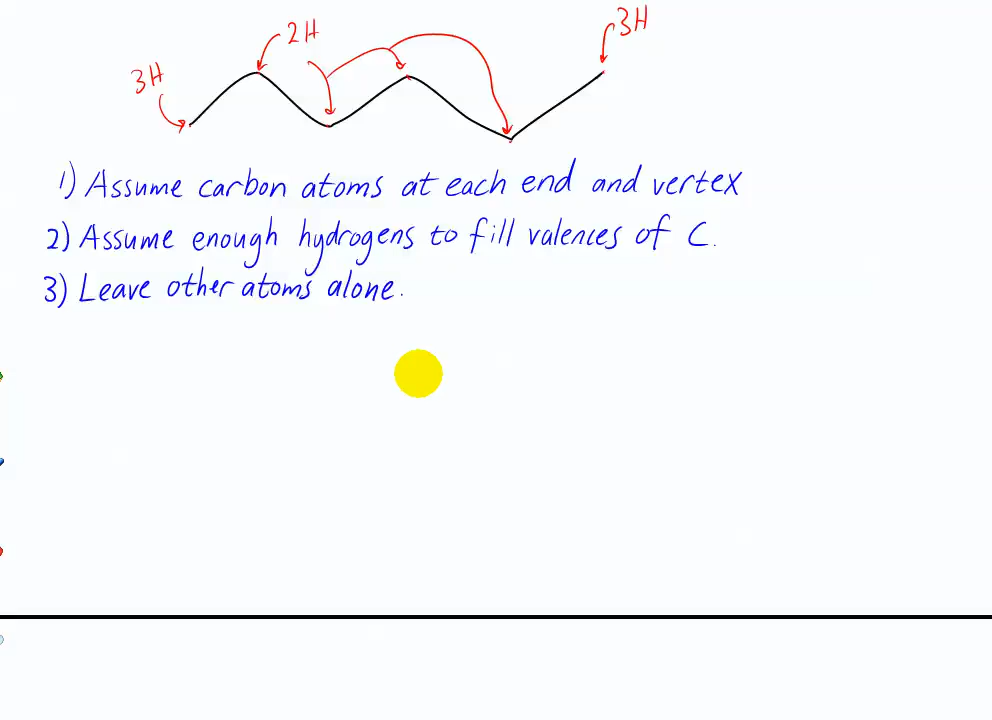 3H
2H
3H
1) Assume carbon atoms at each end and vertex
2) Assume enough hydrogens to fill valences of C.
3) Leave other atoms alone.